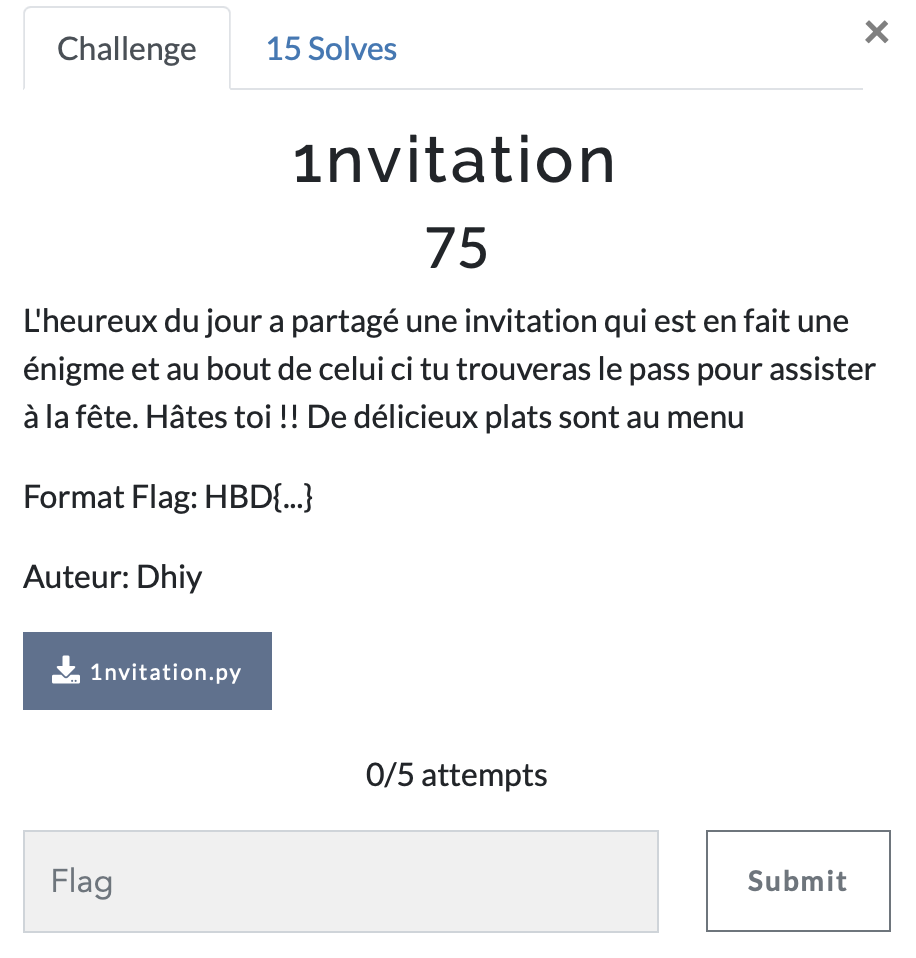 Challenge
15 Solves
×
1nvitation
75
L'heureux du jour a partagé une invitation qui est en fait une
énigme et au bout de celui ci tu trouveras le pass pour assister
à la fête. Hâtes toi !! De délicieux plats sont au menu
Format Flag: HBD{...}
Auteur: Dhiy
1nvitation.py
0/5 attempts
Flag
Submit